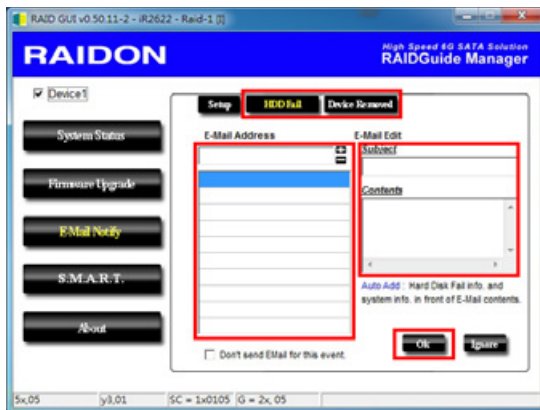 RAID GUI v0.50.11-2 - iR2622 - Raid-1 [I]
RAIDON
High Speed 6G SATA Solution
RAIDGuide Manager
Device1
Setup
HDD Fail
Device Removed
System Status
Firmware Upgrade
E-Mail Notify
S.M.A.R.T.
About
E-Mail Address
E-Mail Edit
Subject
Contents
Auto Add : Hard Disk Fail info. and
system info. in front of E-Mail contents.
Ok
Ignore
Don't send EMail for this event.
5x,05
y3,01
SC = 1x0105
G = 2x, 05